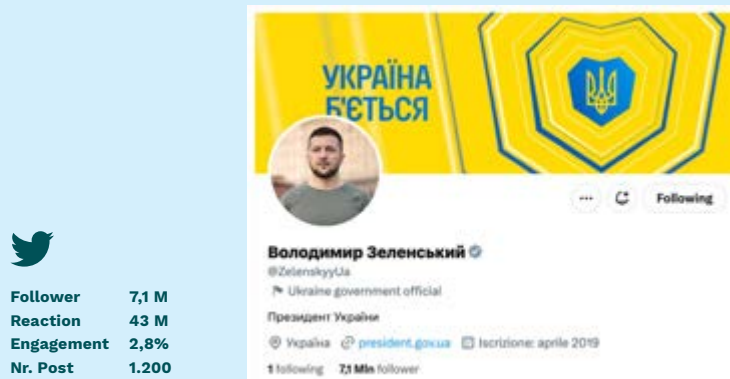 УКРАЇНА
Б'ЄТЬСЯ
Following
Володимир Зеленський
@ZelenskyyUa
Ukraine government official
Президент України
Україна president.gov.ua Iscrizione: aprile 2019
1 following 7,1 Mln follower
Follower 7,1 M
Reaction 43 M
Engagement 2,8%
Nr. Post 1.200